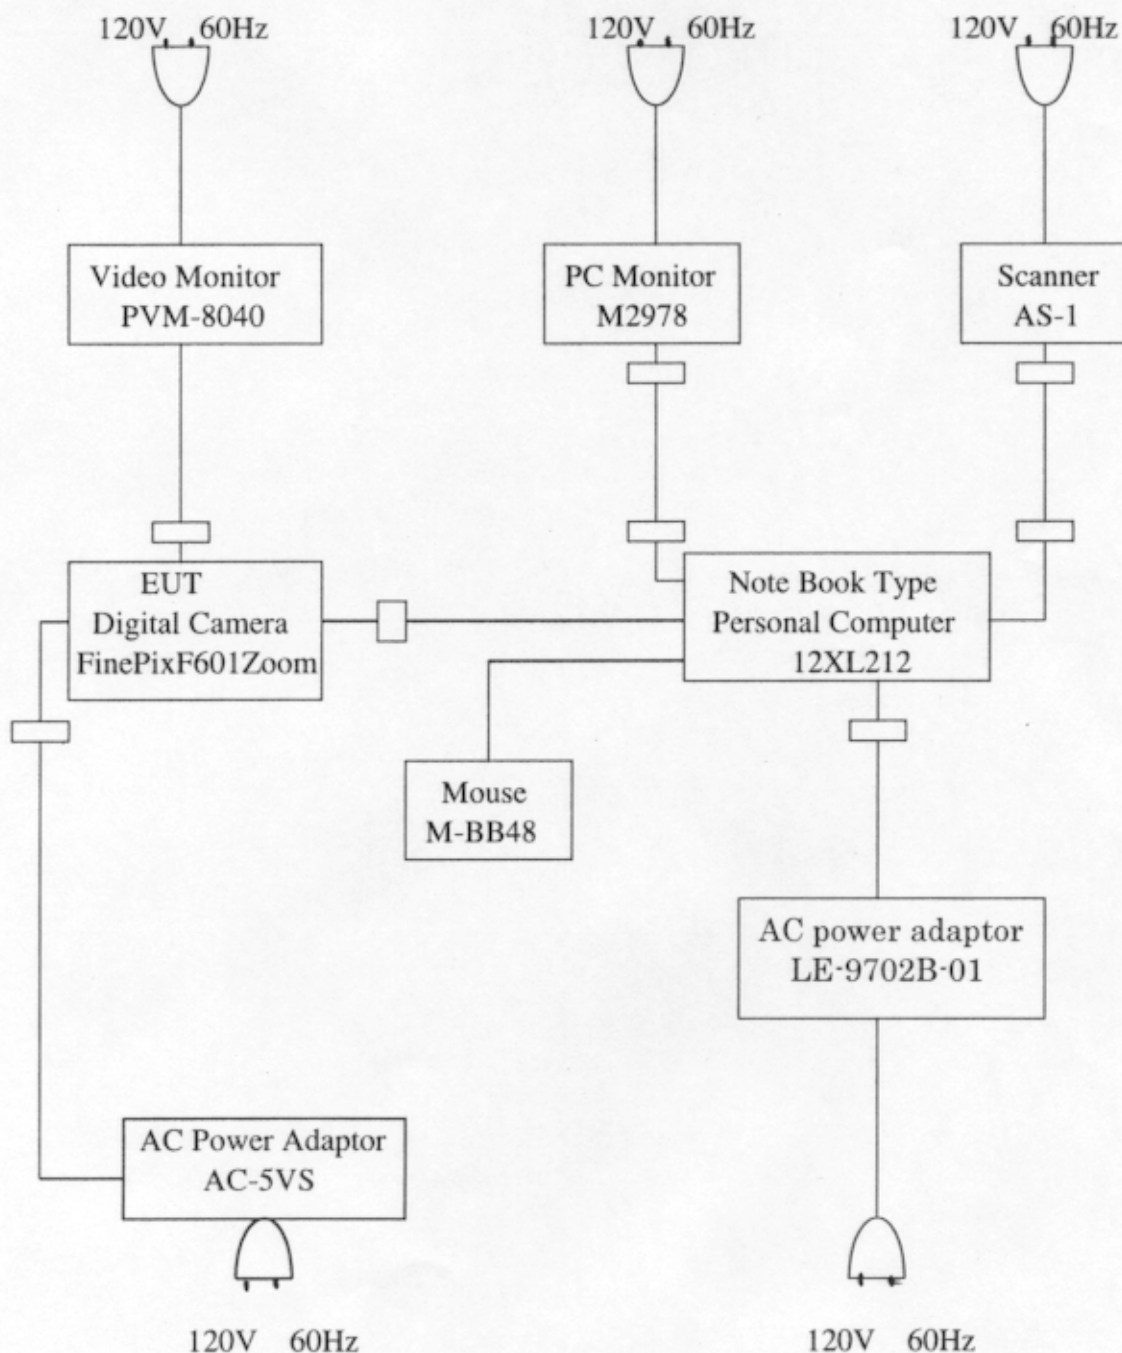 120V 60Hz
120V 60Hz
120V 60Hz
Video Monitor
PVM-8040
PC Monitor
M2978
Scanner
AS-1
EUT
Digital Camera
FinePixF601Zoom
Note Book Type
Personal Computer
12XL212
Mouse
M-BB48
AC power adaptor
LE-9702B-01
AC Power Adaptor
AC-5VS
120V 60Hz
120V 60Hz